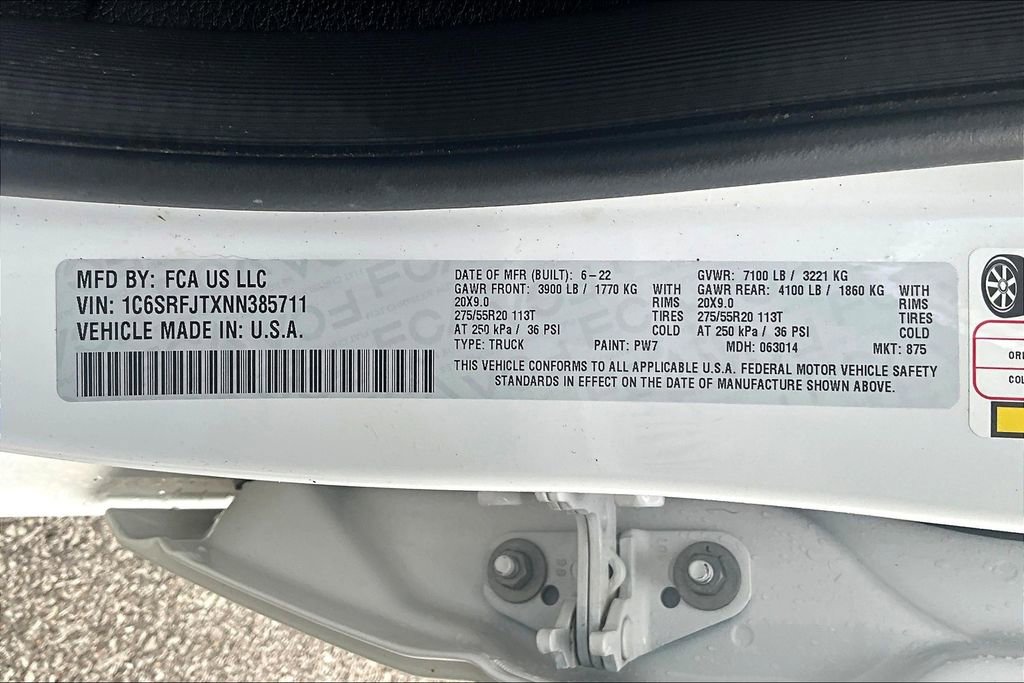 MFD BY: FCA US LLC
VIN: 1C6SRFJTXNN385711
VEHICLE MADE IN: U.S.A.
DATE OF MFR (BUILT): 6-22
GAWR FRONT: 3900 LB / 1770 KG WITH
20X9.0 RIMS
275/55R20 113T TIRES
AT 250 kPa / 36 PSI COLD
TYPE: TRUCK PAINT: PW7
GVWR: 7100 LB / 3221 KG
GAWR REAR: 4100 LB / 1860 KG WITH
20X9.0 RIMS
275/55R20 113T TIRES
AT 250 kPa / 36 PSI COLD
MDH: 063014 MKT: 875
THIS VEHICLE CONFORMS TO ALL APPLICABLE U.S.A. FEDERAL MOTOR VEHICLE SAFETY
STANDARDS IN EFFECT ON THE DATE OF MANUFACTURE SHOWN ABOVE.